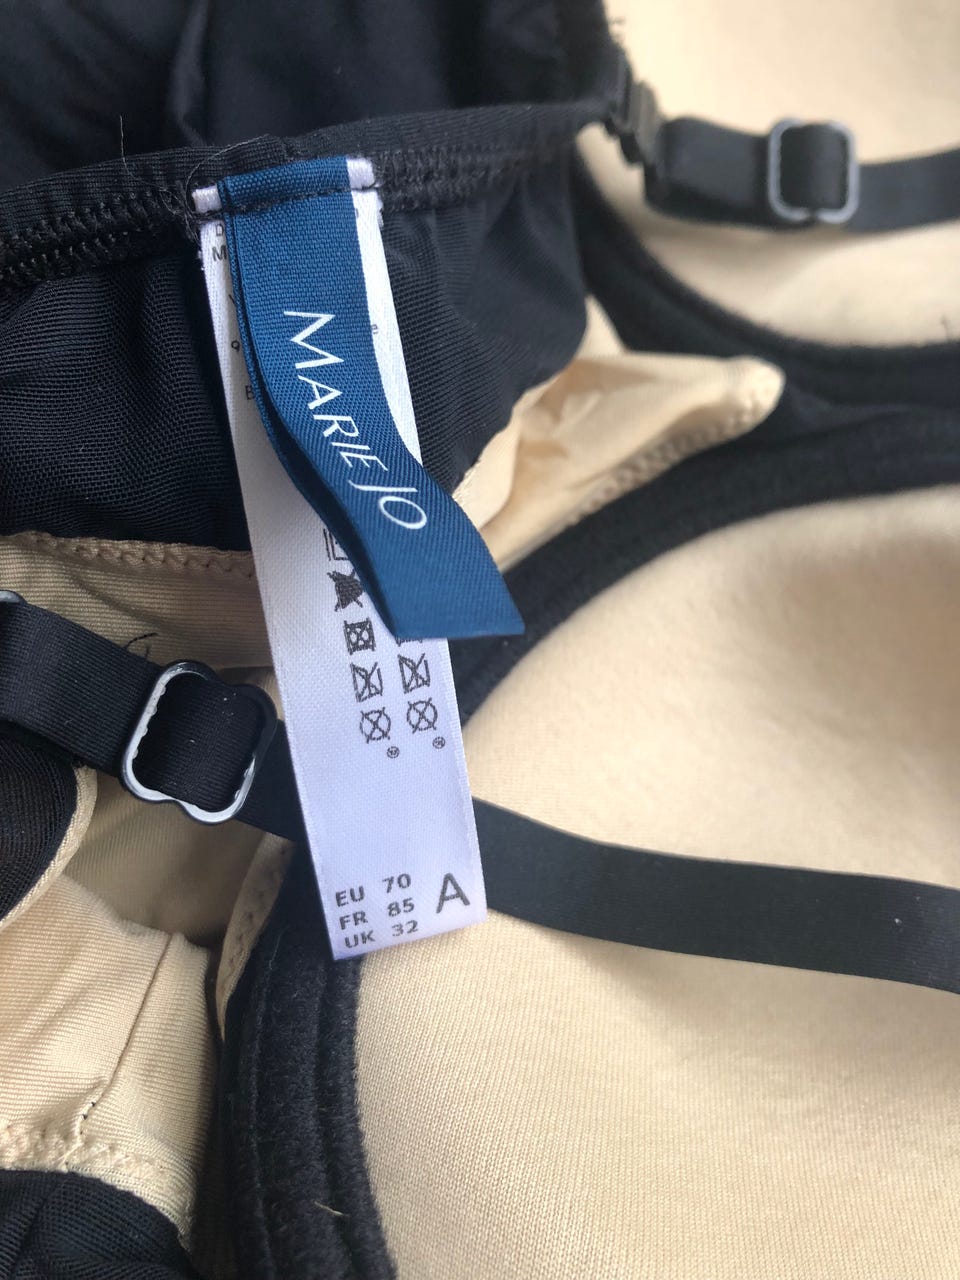 MARIE JO
EU 70
FR 85
UK 32
A